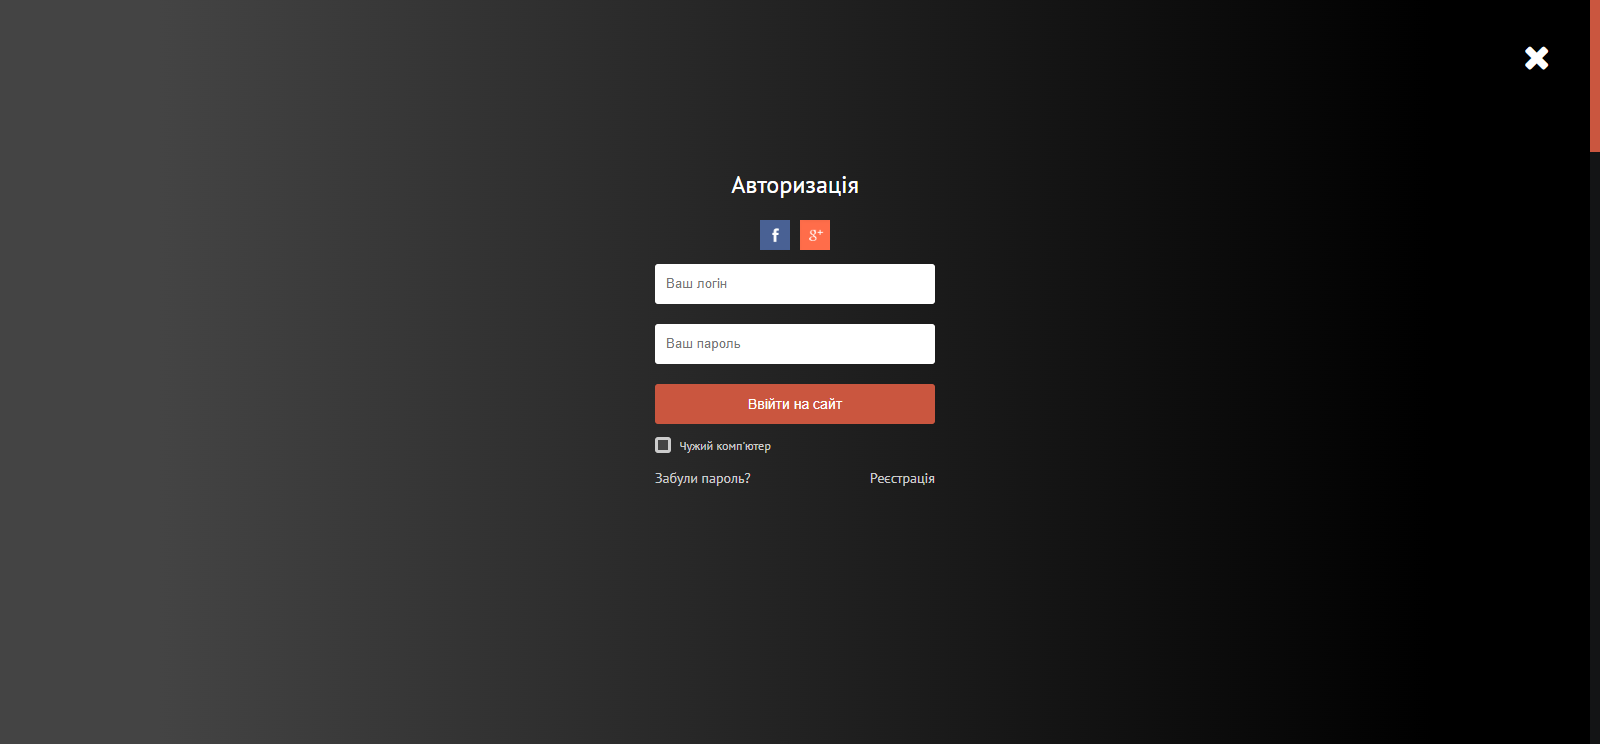 Авторизація
f
g+
Ваш логін
Ваш пароль
Ввійти на сайт
Чужий комп'ютер
Забули пароль? Реєстрація